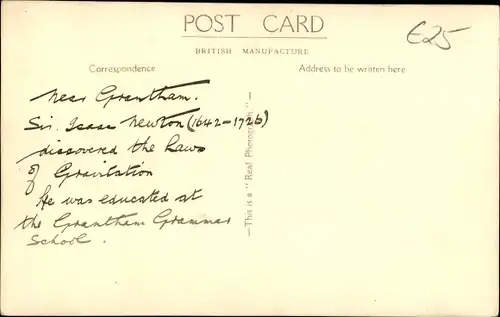 POST CARD
£25
BRITISH MANUFACTURE
Correspondence
Address to be written here
Near Grantham.
Sir. Isaac Newton (1642-1726)
discovered the Laws
of Gravitation
He was educated at
the Grantham Grammar
School.
This is a "Real Photograph"